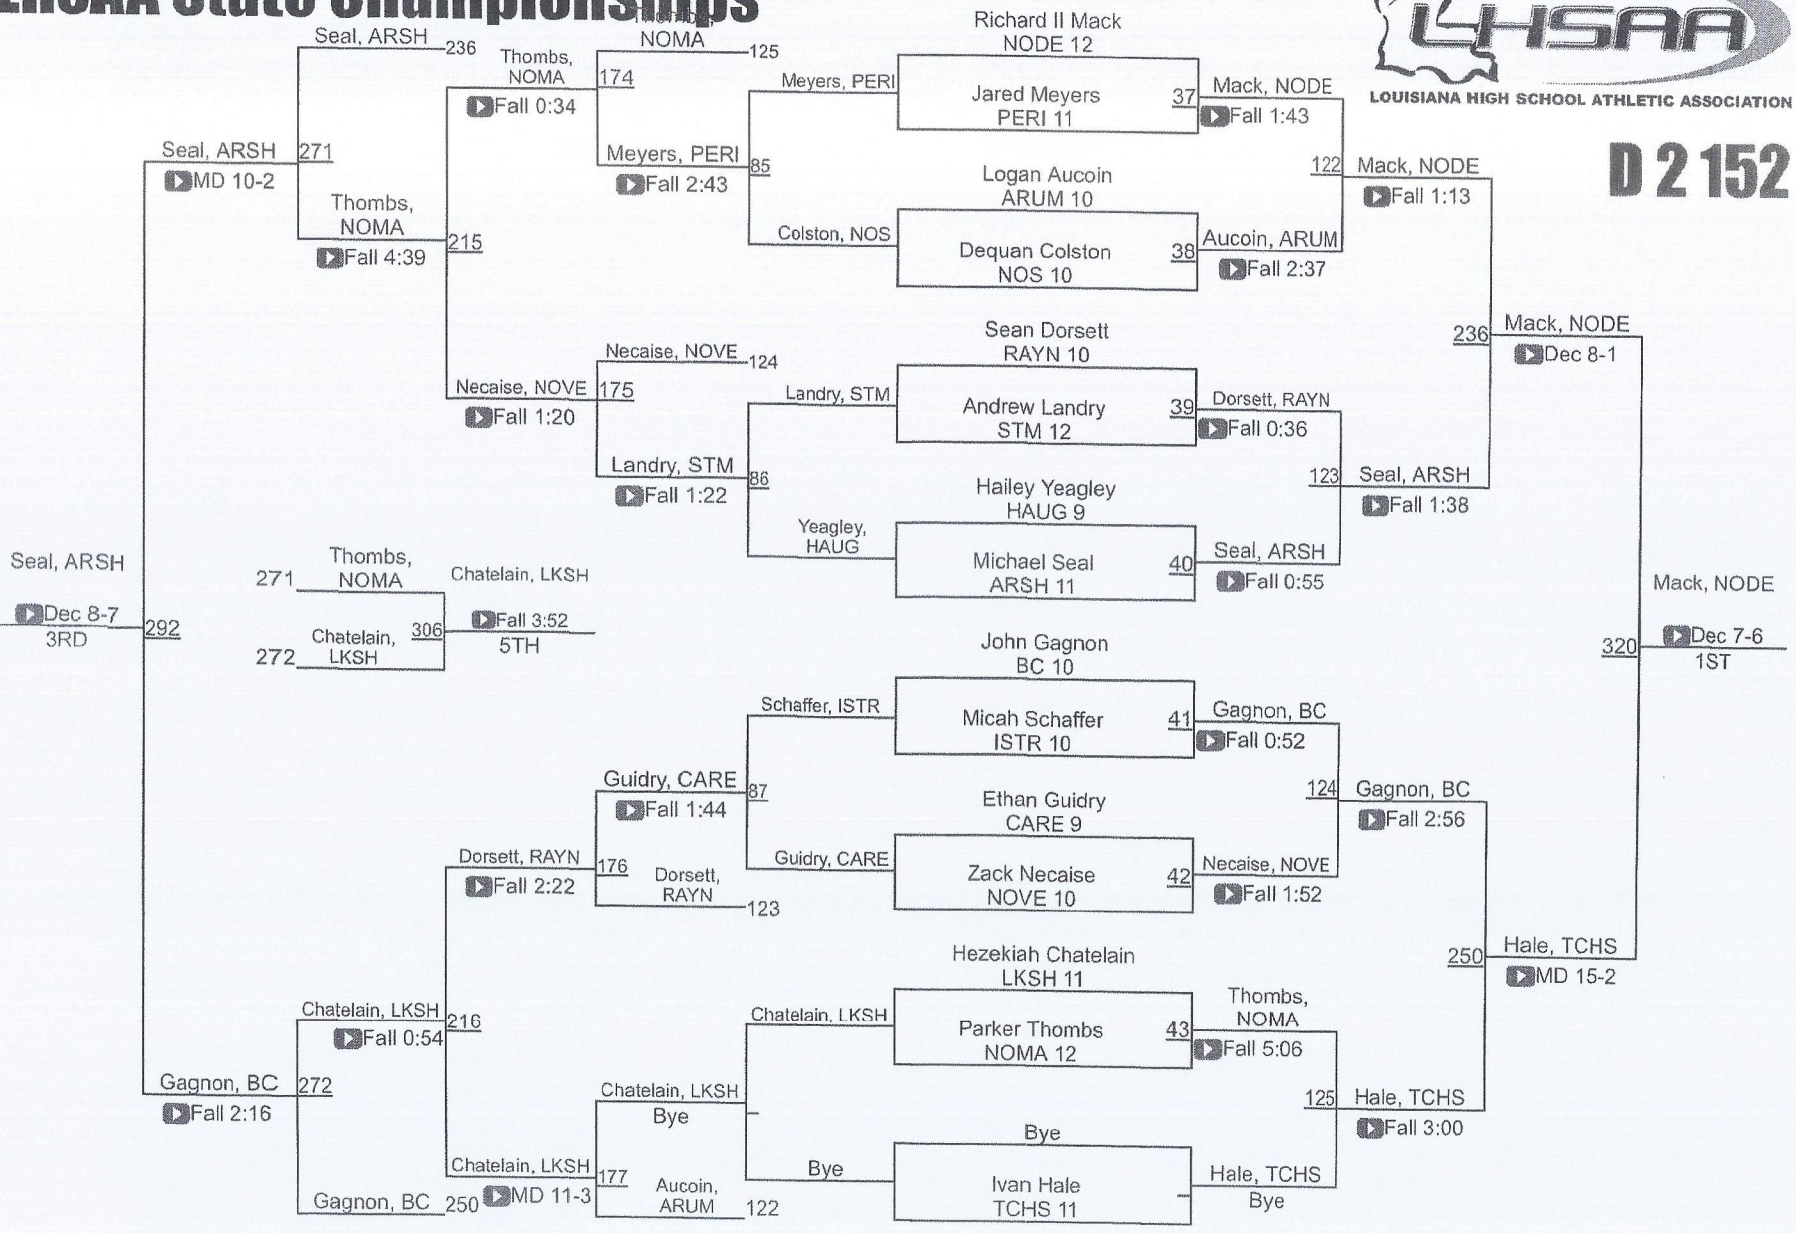 LHSAA State Championships
LHSAA
LOUISIANA HIGH SCHOOL ATHLETIC ASSOCIATION
D 2 152
Richard II Mack
NODE 12
Jared Meyers
PERI 11
37
Mack, NODE
Fall 1:43
Logan Aucoin
ARUM 10
Dequan Colston
NOS 10
38
Aucoin, ARUM
Fall 2:37
122
Mack, NODE
Fall 1:13
Sean Dorsett
RAYN 10
Andrew Landry
STM 12
39
Dorsett, RAYN
Fall 0:36
Hailey Yeagley
HAUG 9
Michael Seal
ARSH 11
40
Seal, ARSH
Fall 0:55
123
Seal, ARSH
Fall 1:38
236
Mack, NODE
Dec 8-1
John Gagnon
BC 10
Micah Schaffer
ISTR 10
41
Gagnon, BC
Fall 0:52
Ethan Guidry
CARE 9
Zack Necaise
NOVE 10
42
Necaise, NOVE
Fall 1:52
124
Gagnon, BC
Fall 2:56
Hezekiah Chatelain
LKSH 11
Parker Thombs
NOMA 12
43
Thombs,
NOMA
Fall 5:06
Bye
Ivan Hale
TCHS 11
Hale, TCHS
Bye
125
Hale, TCHS
Fall 3:00
250
Hale, TCHS
MD 15-2
320
Mack, NODE
Dec 7-6
1ST
Meyers, PERI
Colston, NOS
85
Meyers, PERI
Fall 2:43
NOMA
125
174
Thombs,
NOMA
Fall 0:34
Landry, STM
Yeagley,
HAUG
86
Landry, STM
Fall 1:22
Necaise, NOVE
124
175
Necaise, NOVE
Fall 1:20
215
Thombs,
NOMA
Fall 4:39
Seal, ARSH
236
271
Seal, ARSH
MD 10-2
Schaffer, ISTR
Guidry, CARE
87
Guidry, CARE
Fall 1:44
Dorsett,
RAYN
123
176
Dorsett, RAYN
Fall 2:22
Chatelain, LKSH
Bye
Chatelain, LKSH
Bye
Aucoin,
ARUM
122
177
Chatelain, LKSH
MD 11-3
216
Chatelain, LKSH
Fall 0:54
Gagnon, BC
250
272
Gagnon, BC
Fall 2:16
292
Seal, ARSH
Dec 8-7
3RD
271
Thombs,
NOMA
272
Chatelain,
LKSH
306
Chatelain, LKSH
Fall 3:52
5TH